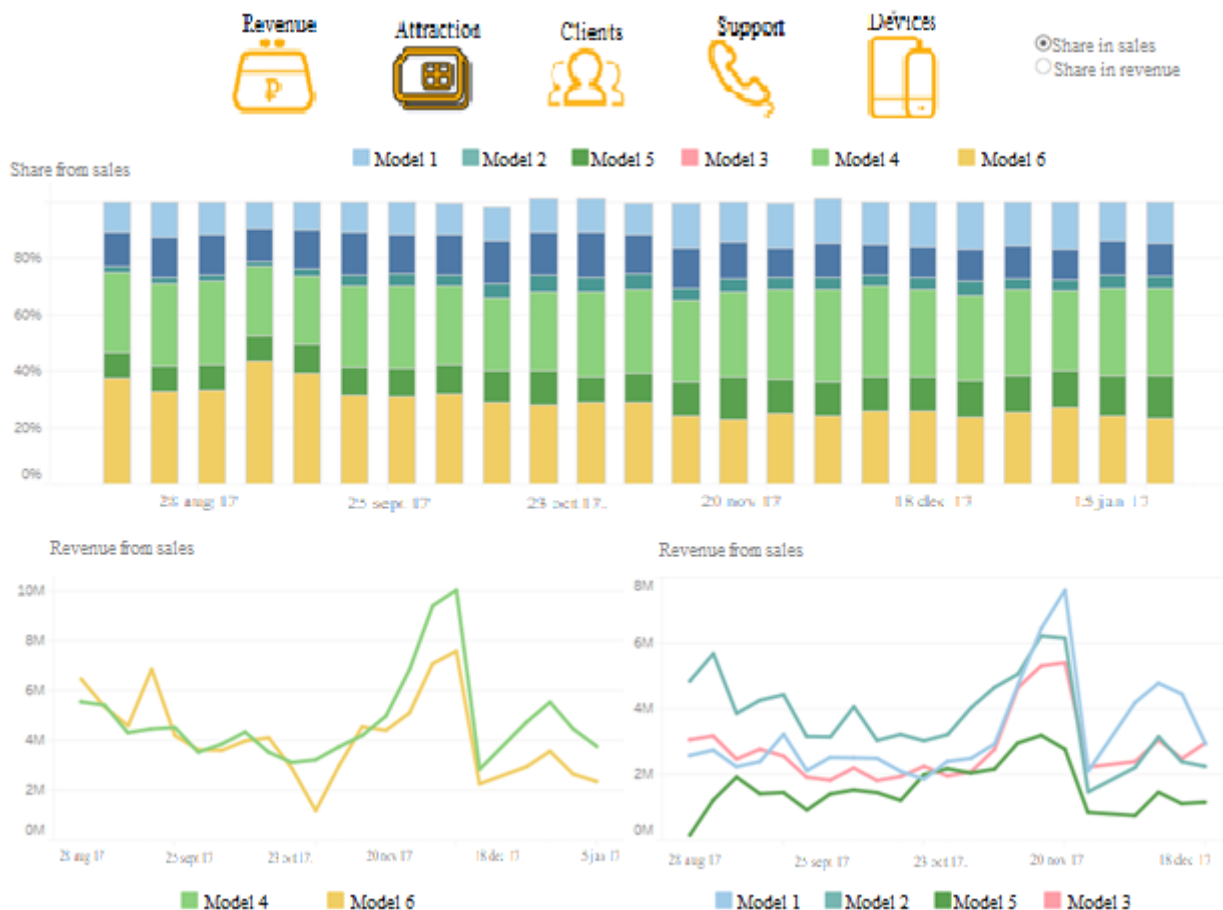 Revenue
Attraction
Clients
Support
Devices
Share in sales
Share in revenue
Model 1
Model 2
Model 5
Model 3
Model 4
Model 6
Share from sales
80%
60%
40%
20%
0%
28 aug 17
25 sept 17
23 oct 17.
20 nov 17
18 dec 17
15 jan 17
Revenue from sales
10M
8M
6M
4M
2M
0M
28 aug 17
25 sept 17
23 oct 17.
20 nov 17
18 dec 17
5 jan 17
Model 4
Model 6
Revenue from sales
8M
6M
4M
2M
0M
28 aug 17
25 sept 17
23 oct 17.
20 nov 17
18 dec 17
Model 1
Model 2
Model 5
Model 3